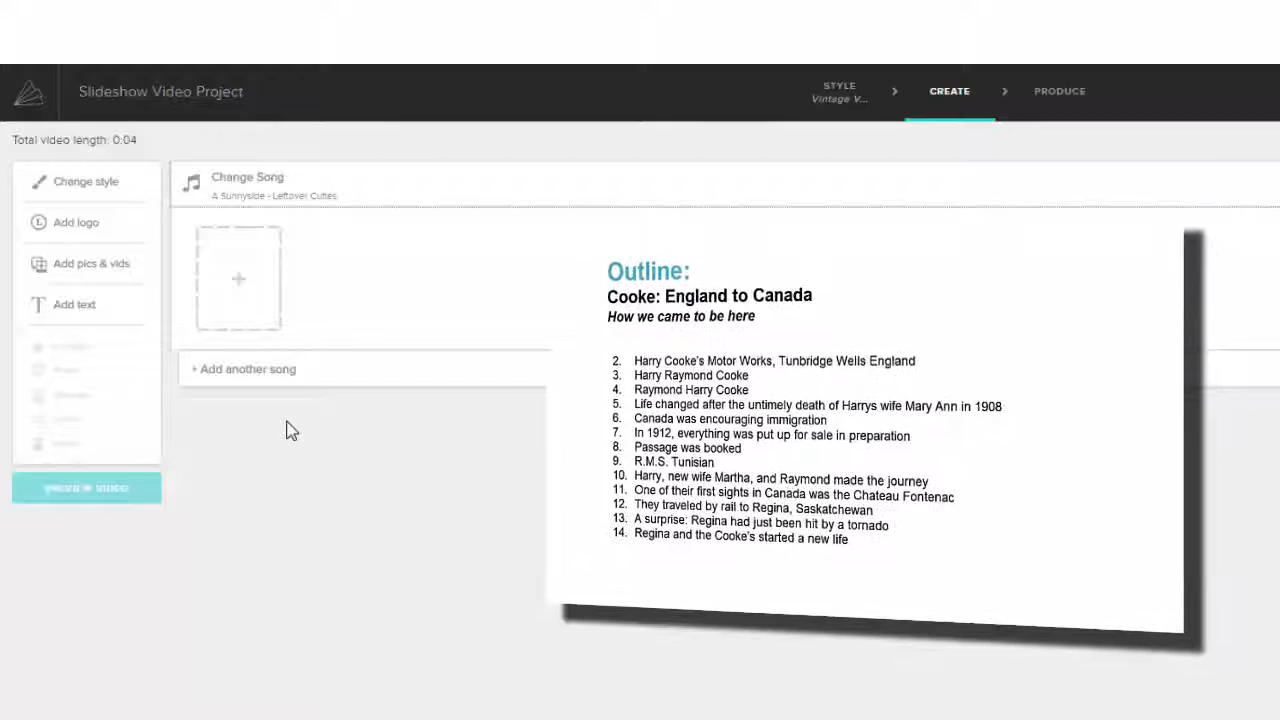 Slideshow Video Project
STYLE
Vintage V...
CREATE
PRODUCE
Total video length: 0:04
Change style
Add logo
Add pics & vids
Add text
Change Song
A Sunnyside - Leftover Cuties
+ Add another song
Outline:
Cooke: England to Canada
How we came to be here
2. Harry Cooke's Motor Works, Tunbridge Wells England
3. Harry Raymond Cooke
4. Raymond Harry Cooke
5. Life changed after the untimely death of Harrys wife Mary Ann in 1908
6. Canada was encouraging immigration
7. In 1912, everything was put up for sale in preparation
8. Passage was booked
9. R.M.S. Tunisian
10. Harry, new wife Martha, and Raymond made the journey
11. One of their first sights in Canada was the Chateau Fontenac
12. They traveled by rail to Regina, Saskatchewan
13. A surprise: Regina had just been hit by a tornado
14. Regina and the Cooke's started a new life